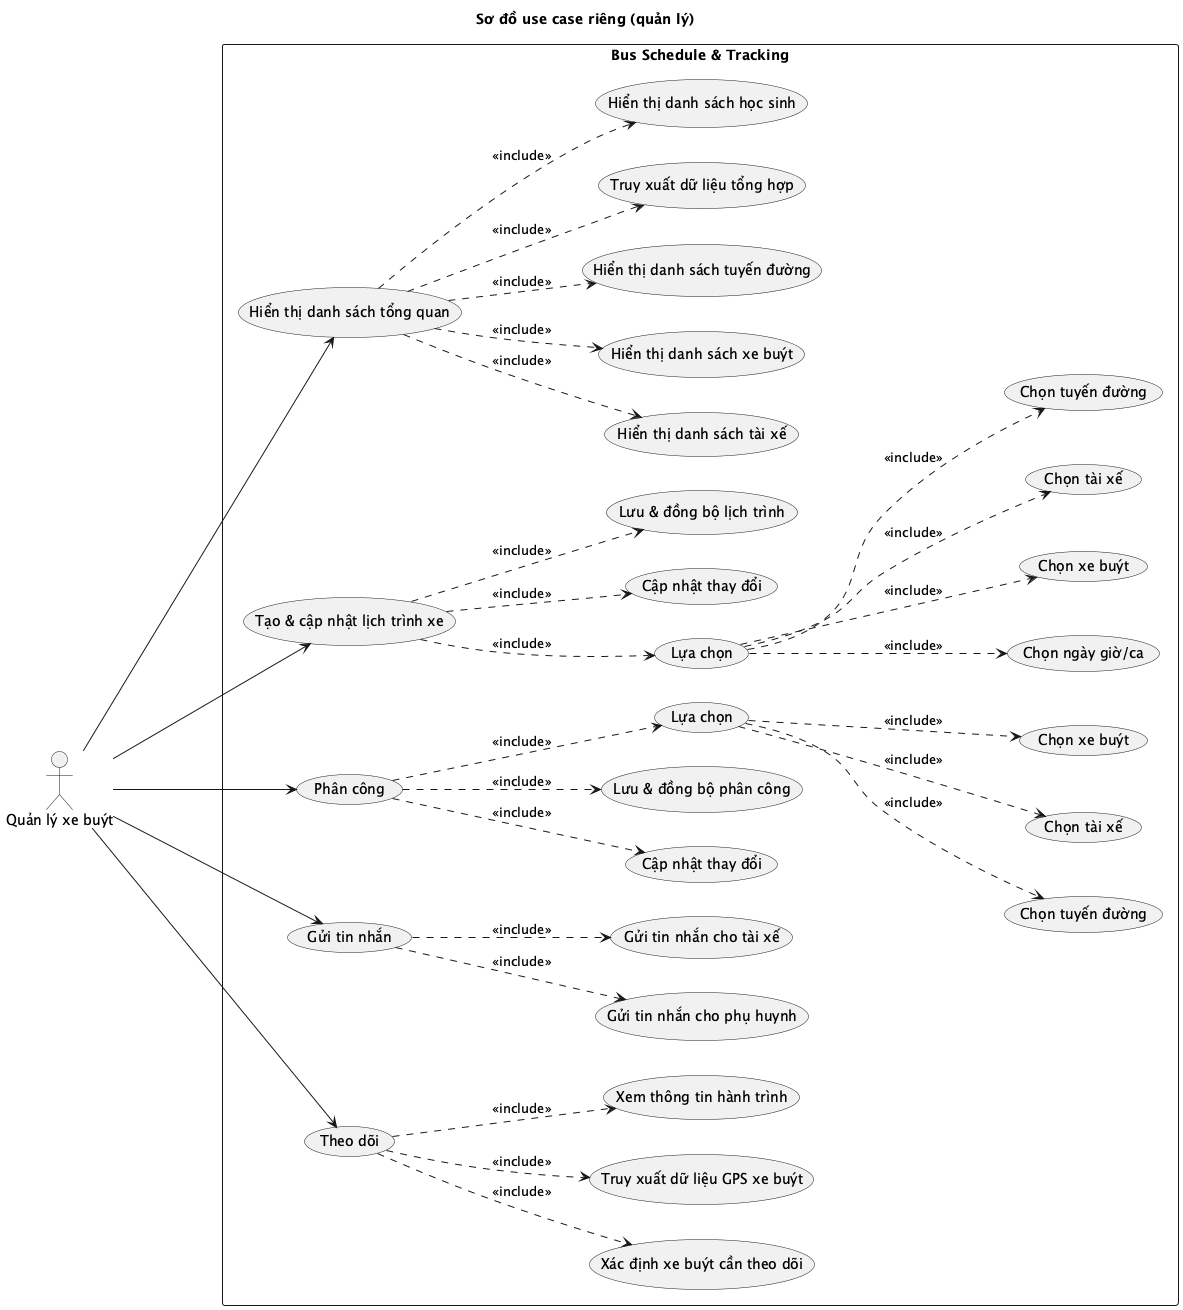 Sơ đồ use case riêng (quản lý)
Bus Schedule & Tracking
Hiển thị danh sách học sinh
«include»
Truy xuất dữ liệu tổng hợp
«include»
Hiển thị danh sách tuyến đường
«include»
Hiển thị danh sách tổng quan
«include»
Hiển thị danh sách xe buýt
«include»
Hiển thị danh sách tài xế
Chọn tuyến đường
«include»
Chọn tài xế
Lưu & đồng bộ lịch trình
«include»
«include»
Chọn xe buýt
Cập nhật thay đổi
«include»
«include»
Tạo & cập nhật lịch trình xe
«include»
Lựa chọn
«include»
Chọn ngày giờ/ca
Lựa chọn
«include»
Chọn xe buýt
«include»
«include»
Phân công
«include»
Lưu & đồng bộ phân công
«include»
Chọn tài xế
Quản lý xe buýt
«include»
«include»
Cập nhật thay đổi
Chọn tuyến đường
Gửi tin nhắn
«include»
Gửi tin nhắn cho tài xế
«include»
Gửi tin nhắn cho phụ huynh
Xem thông tin hành trình
«include»
Theo dõi
«include»
Truy xuất dữ liệu GPS xe buýt
«include»
Xác định xe buýt cần theo dõi